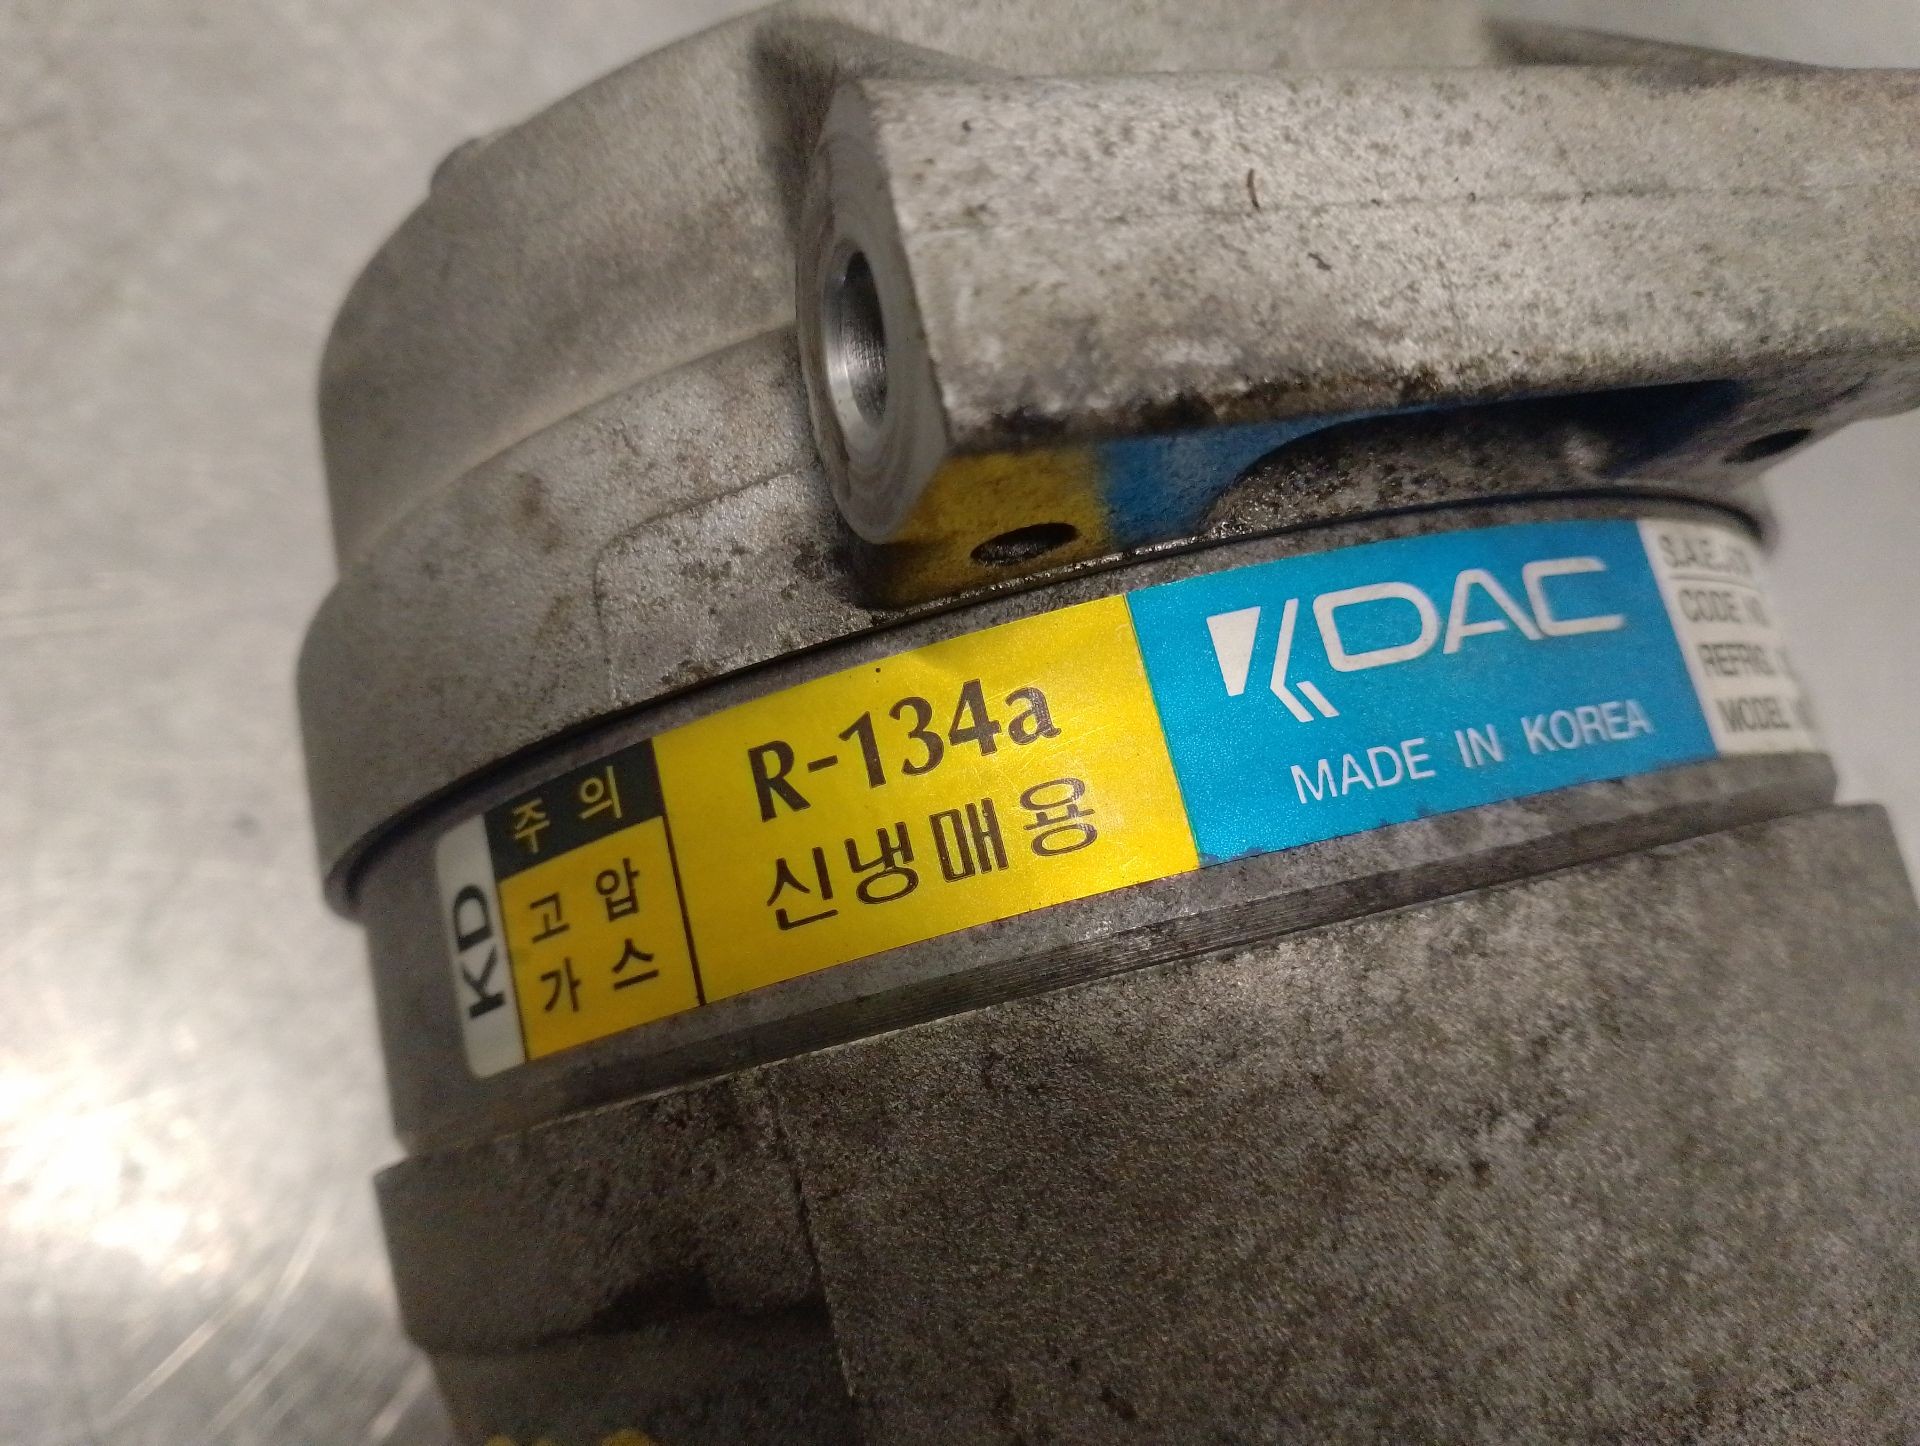 KD
주의
고압
가스
R-134a
신냉매용
KDAC
MADE IN KOREA
S.A.E.
CODE NO
REFRIG.
MODEL